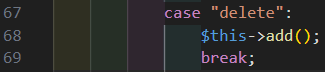 67 case "delete":
68 $this->add();
69 break;